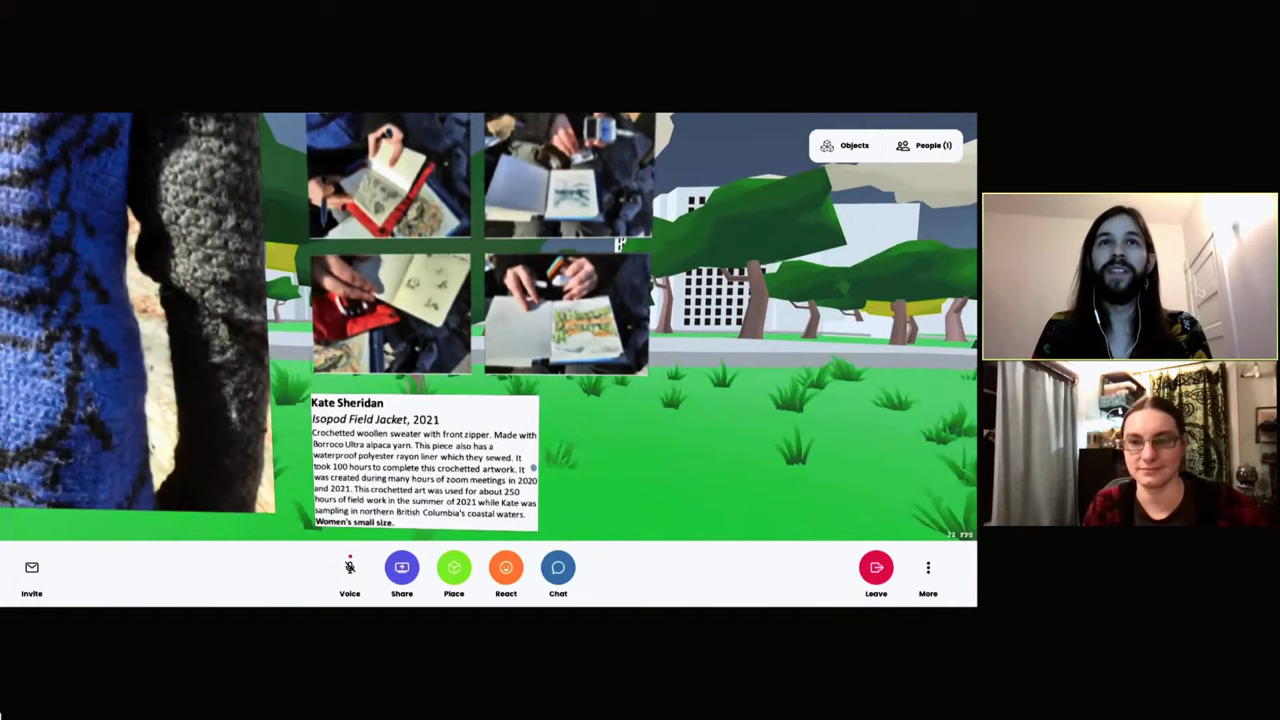 Objects
People (1)
Kate Sheridan
Isopod Field Jacket, 2021
Crochetted woollen sweater with front zipper. Made with
Borroco Ultra alpaca yarn. This piece also has a
waterproof polyester rayon liner which they sewed. It
took 100 hours to complete this crochetted artwork. It
was created during many hours of zoom meetings in 2020
and 2021. This crochetted art was used for about 250
hours of field work in the summer of 2021 while Kate was
sampling in northern British Columbia's coastal waters.
Women's small size.
22 FPS
Invite
Voice
Share
Place
React
Chat
Leave
More